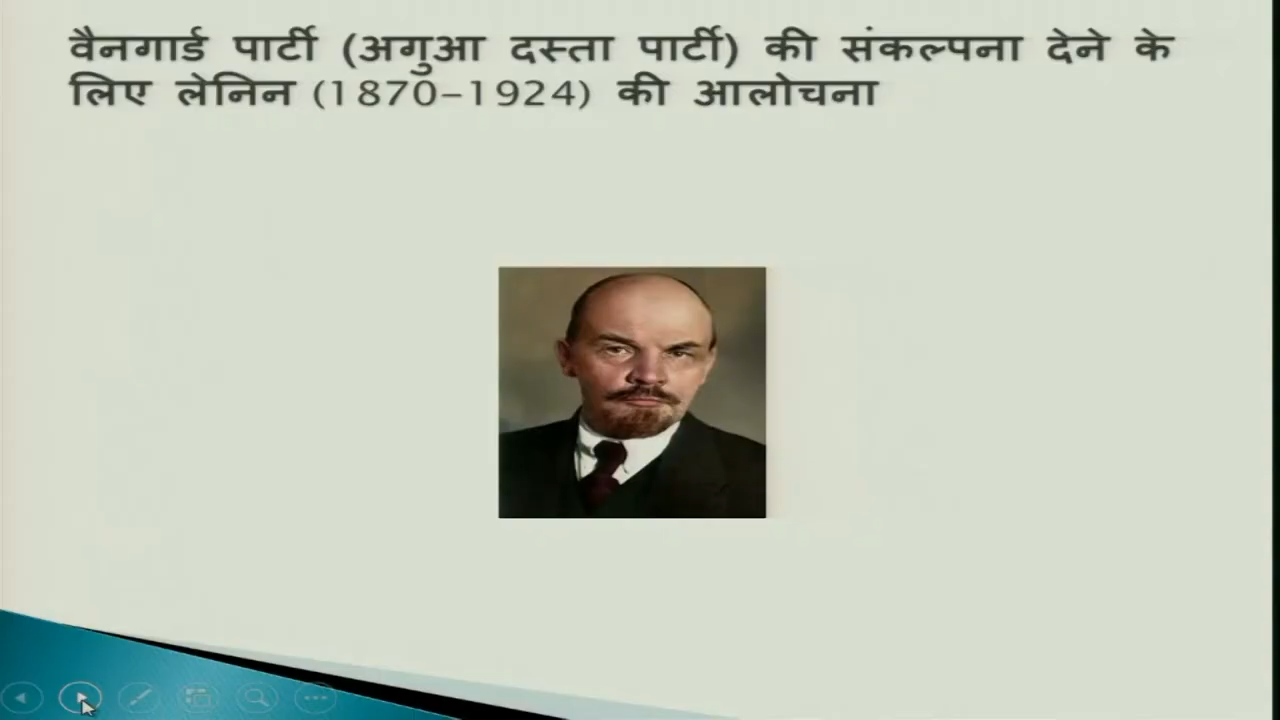 वैनगार्ड पार्टी (अगुआ दस्ता पार्टी) की संकल्पना देने के
लिए लेनिन (1870-1924) की आलोचना